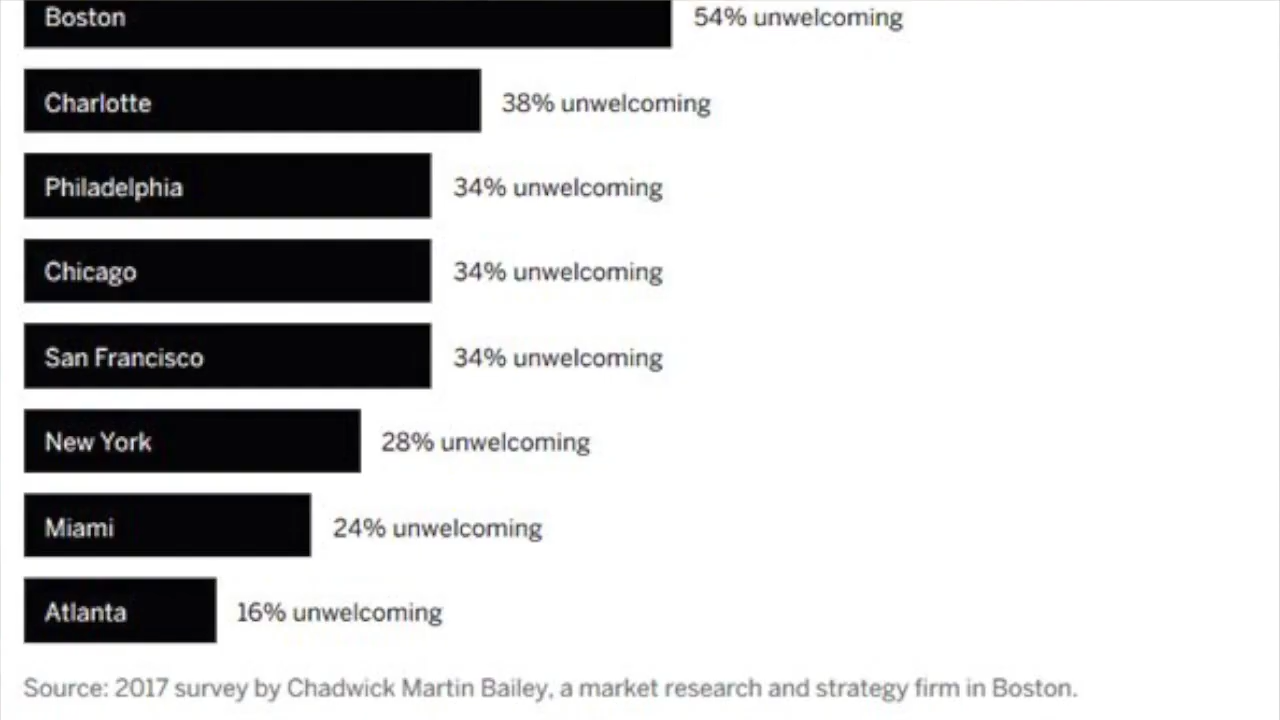 Boston 54% unwelcoming
Charlotte 38% unwelcoming
Philadelphia 34% unwelcoming
Chicago 34% unwelcoming
San Francisco 34% unwelcoming
New York 28% unwelcoming
Miami 24% unwelcoming
Atlanta 16% unwelcoming
Source: 2017 survey by Chadwick Martin Bailey, a market research and strategy firm in Boston.